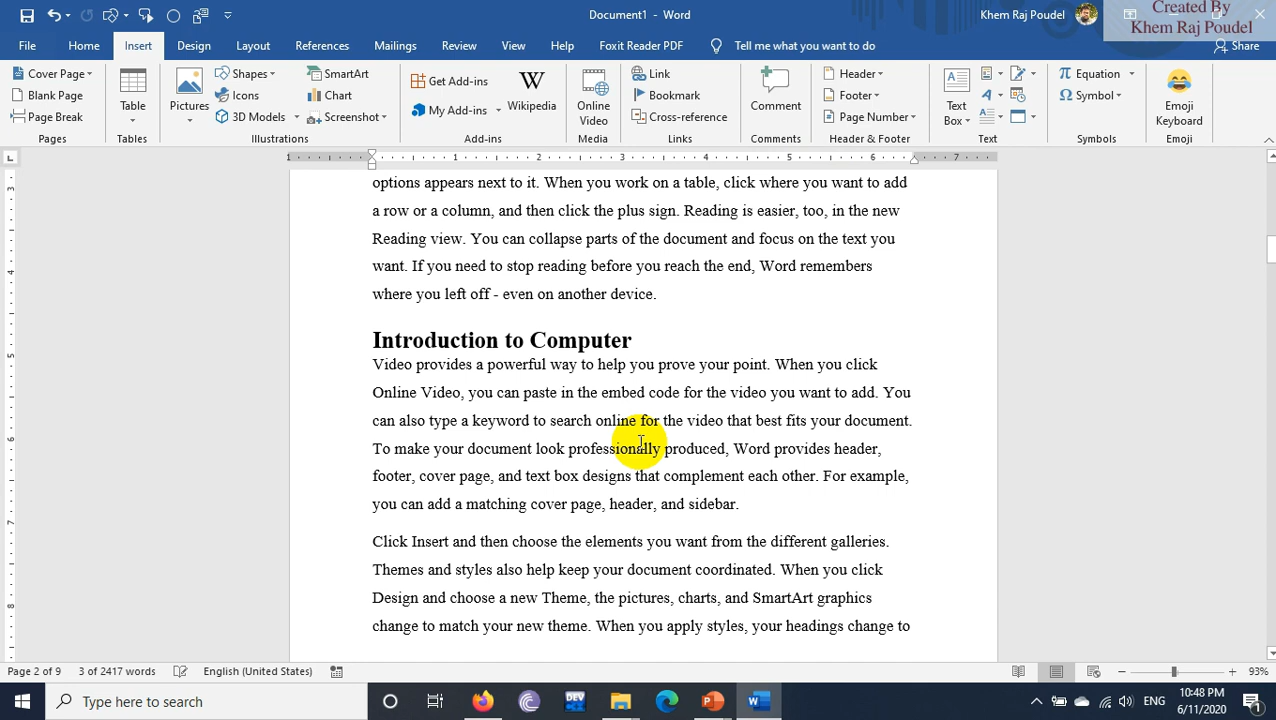 Document1 - Word
Khem Raj Poudel
Created By
Khem Raj Poudel
File Home Insert Design Layout References Mailings Review View Help Foxit Reader PDF Tell me what you want to do Share
Cover Page
Blank Page
Page Break
Pages
Table
Tables
Pictures
Shapes
Icons
3D Models
SmartArt
Chart
Screenshot
Illustrations
Get Add-ins
My Add-ins
W
Wikipedia
Add-ins
Online
Video
Media
Link
Bookmark
Cross-reference
Links
Comment
Comments
Header
Footer
Page Number
Header & Footer
Text
Box
Text
Equation
Symbol
Symbols
Emoji
Keyboard
Emoji
1 1 2 3 4 5 6 7
3
4
5
6
7
8
options appears next to it. When you work on a table, click where you want to add
a row or a column, and then click the plus sign. Reading is easier, too, in the new
Reading view. You can collapse parts of the document and focus on the text you
want. If you need to stop reading before you reach the end, Word remembers
where you left off - even on another device.
Introduction to Computer
Video provides a powerful way to help you prove your point. When you click
Online Video, you can paste in the embed code for the video you want to add. You
can also type a keyword to search online for the video that best fits your document.
To make your document look professionally produced, Word provides header,
footer, cover page, and text box designs that complement each other. For example,
you can add a matching cover page, header, and sidebar.
Click Insert and then choose the elements you want from the different galleries.
Themes and styles also help keep your document coordinated. When you click
Design and choose a new Theme, the pictures, charts, and SmartArt graphics
change to match your new theme. When you apply styles, your headings change to
Page 2 of 9 3 of 2417 words English (United States) 93%
Type here to search
DEV
ENG
10:48 PM
6/11/2020
1